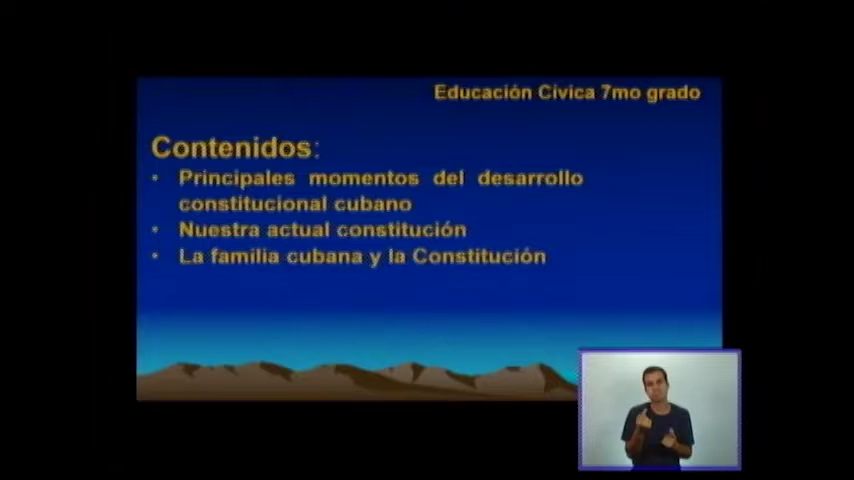 Educación Cívica 7mo grado
Contenidos:
• Principales momentos del desarrollo
constitucional cubano
• Nuestra actual constitución
• La familia cubana y la Constitución